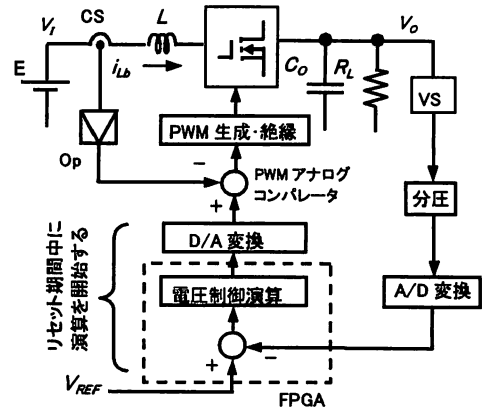 CS
L
V_I
V_O
i_Lb
C_O
R_L
E
VS
PWM 生成・絶縁
Op
−
PWM アナログ
コンパレータ
+
分圧
D/A 変換
リセット期間中に
演算を開始する
電圧制御演算
A/D 変換
+
−
V_REF
FPGA